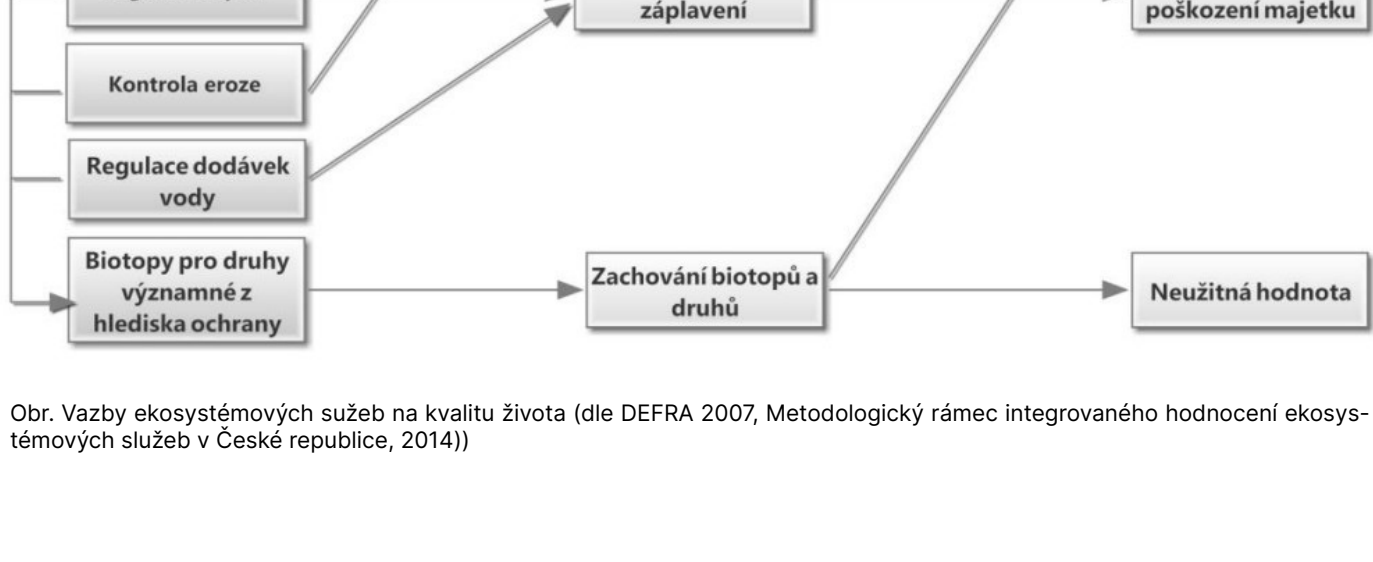 záplavení
poškození majetku
Kontrola eroze
Regulace dodávek
vody
Biotopy pro druhy
významné z
hlediska ochrany
Zachování biotopů a
druhů
Neužitná hodnota
Obr. Vazby ekosystémových sužeb na kvalitu života (dle DEFRA 2007, Metodologický rámec integrovaného hodnocení ekosys-
témových služeb v České republice, 2014))